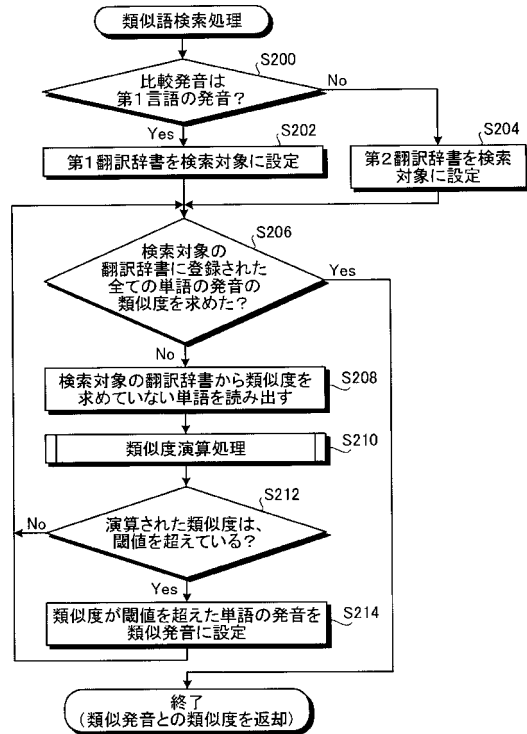 類似語検索処理
S200
比較発音は
第1言語の発音？
No
Yes
S202
第1翻訳辞書を検索対象に設定
S204
第2翻訳辞書を検索
対象に設定
S206
検索対象の
翻訳辞書に登録された
全ての単語の発音の
類似度を求めた？
Yes
No
S208
検索対象の翻訳辞書から類似度を
求めていない単語を読み出す
S210
類似度演算処理
S212
演算された類似度は、
閾値を超えている？
No
Yes
S214
類似度が閾値を超えた単語の発音を
類似発音に設定
終了
(類似発音との類似度を返却)